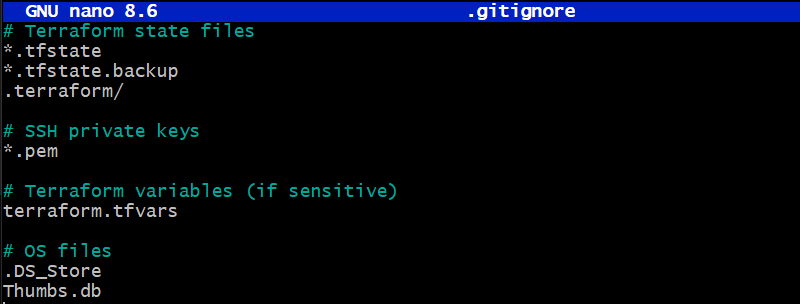 GNU nano 8.6 .gitignore
# Terraform state files
*.tfstate
*.tfstate.backup
.terraform/
# SSH private keys
*.pem
# Terraform variables (if sensitive)
terraform.tfvars
# OS files
.DS_Store
Thumbs.db